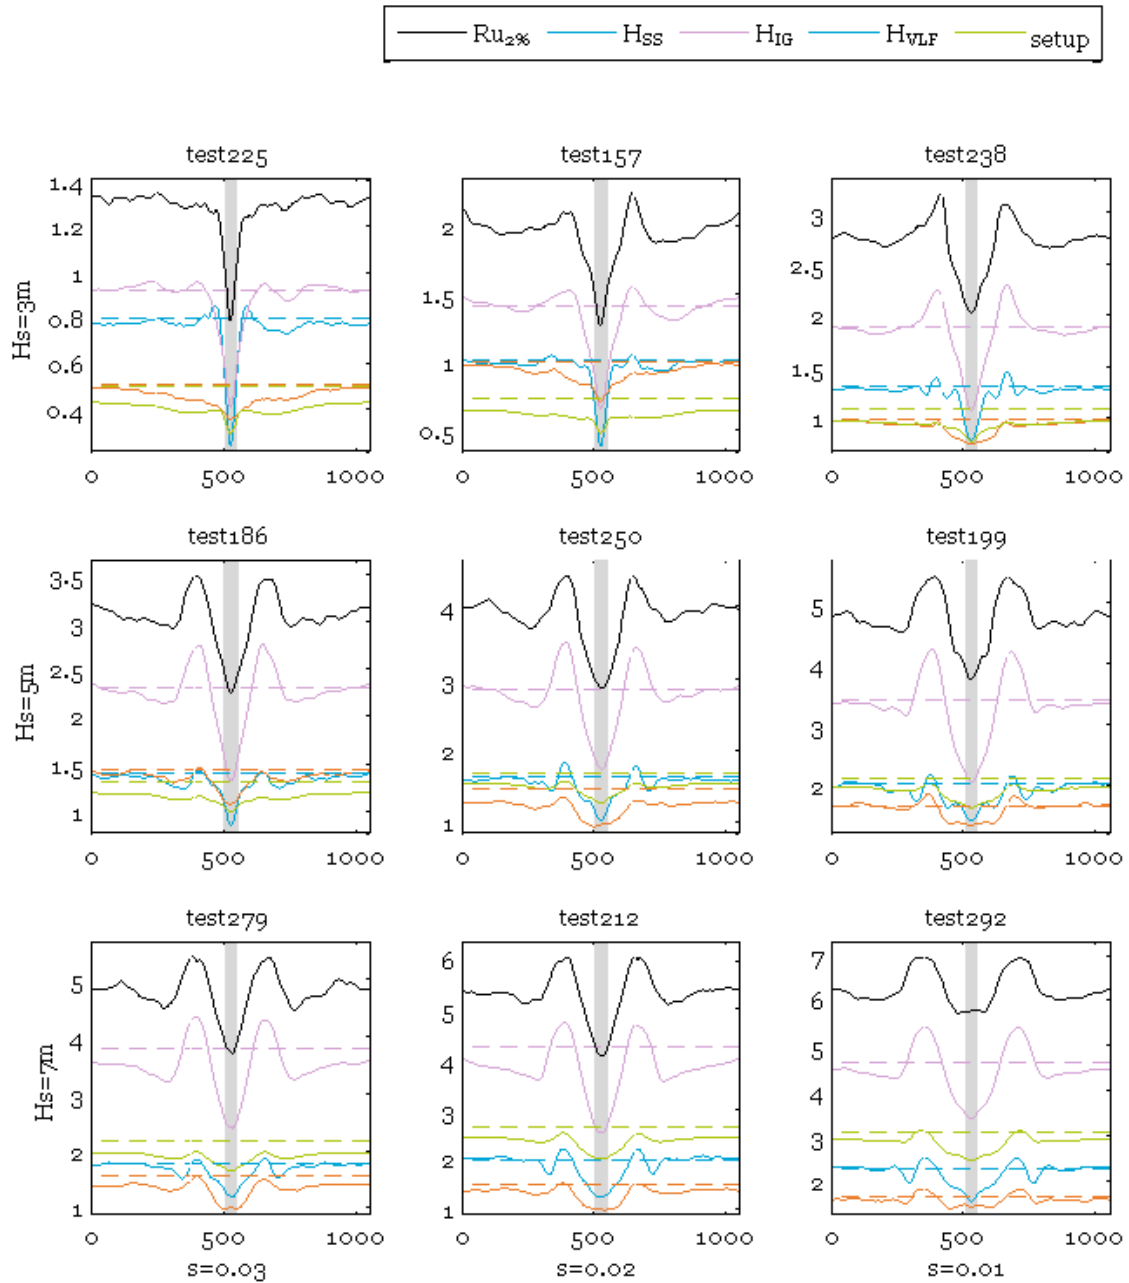 Ru2% HSS HIG HVLF setup
test225 test157 test238
1.4 1.2 1 0.8 0.6 0.4
2 1.5 1 0.5
3 2.5 2 1.5 1
Hs=3m
0 500 1000 0 500 1000 0 500 1000
test186 test250 test199
3.5 3 2.5 2 1.5 1
4 3 2 1
5 4 3 2
Hs=5m
0 500 1000 0 500 1000 0 500 1000
test279 test212 test292
5 4 3 2 1
6 5 4 3 2 1
7 6 5 4 3 2
Hs=7m
0 500 1000 0 500 1000 0 500 1000
s=0.03 s=0.02 s=0.01